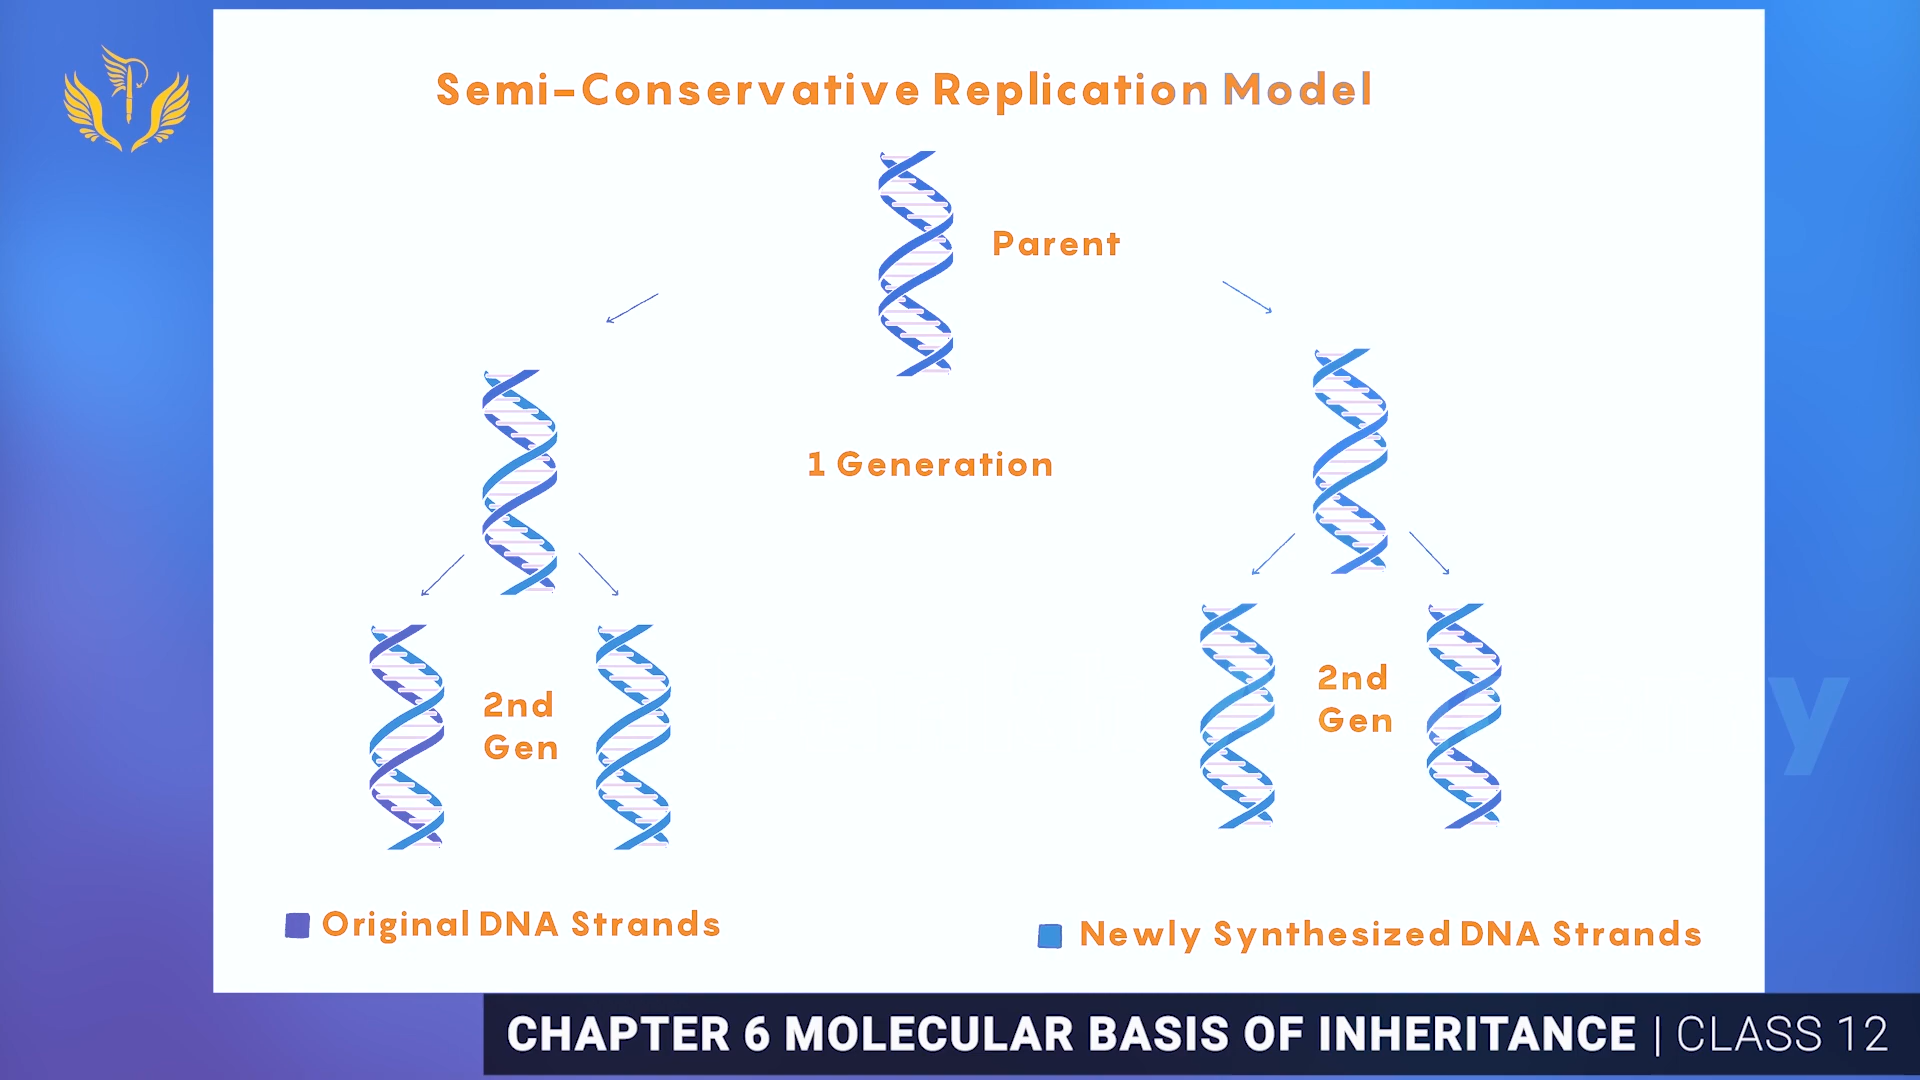 Semi-Conservative Replication Model
Parent
1 Generation
2nd
Gen
2nd
Gen
y
Original DNA Strands
Newly Synthesized DNA Strands
CHAPTER 6 MOLECULAR BASIS OF INHERITANCE | CLASS 12